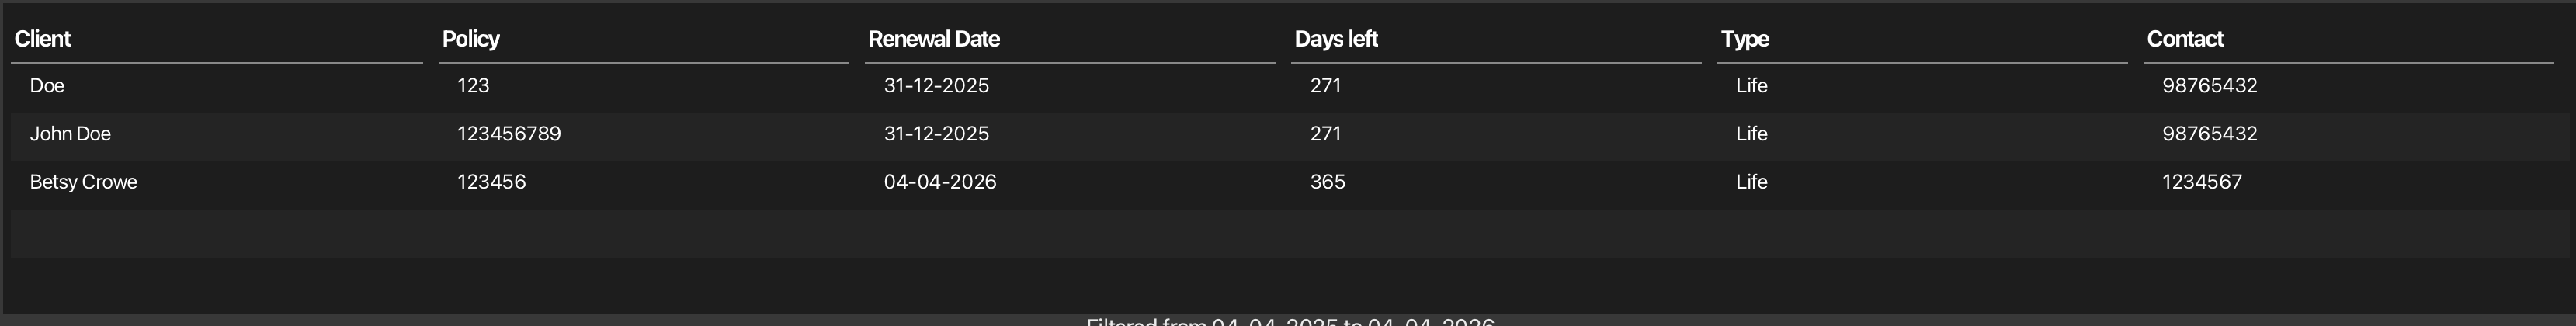 Client Policy Renewal Date Days left Type Contact
Doe 123 31-12-2025 271 Life 98765432
John Doe 123456789 31-12-2025 271 Life 98765432
Betsy Crowe 123456 04-04-2026 365 Life 1234567
Filtered from 04-04-2025 to 04-04-2026